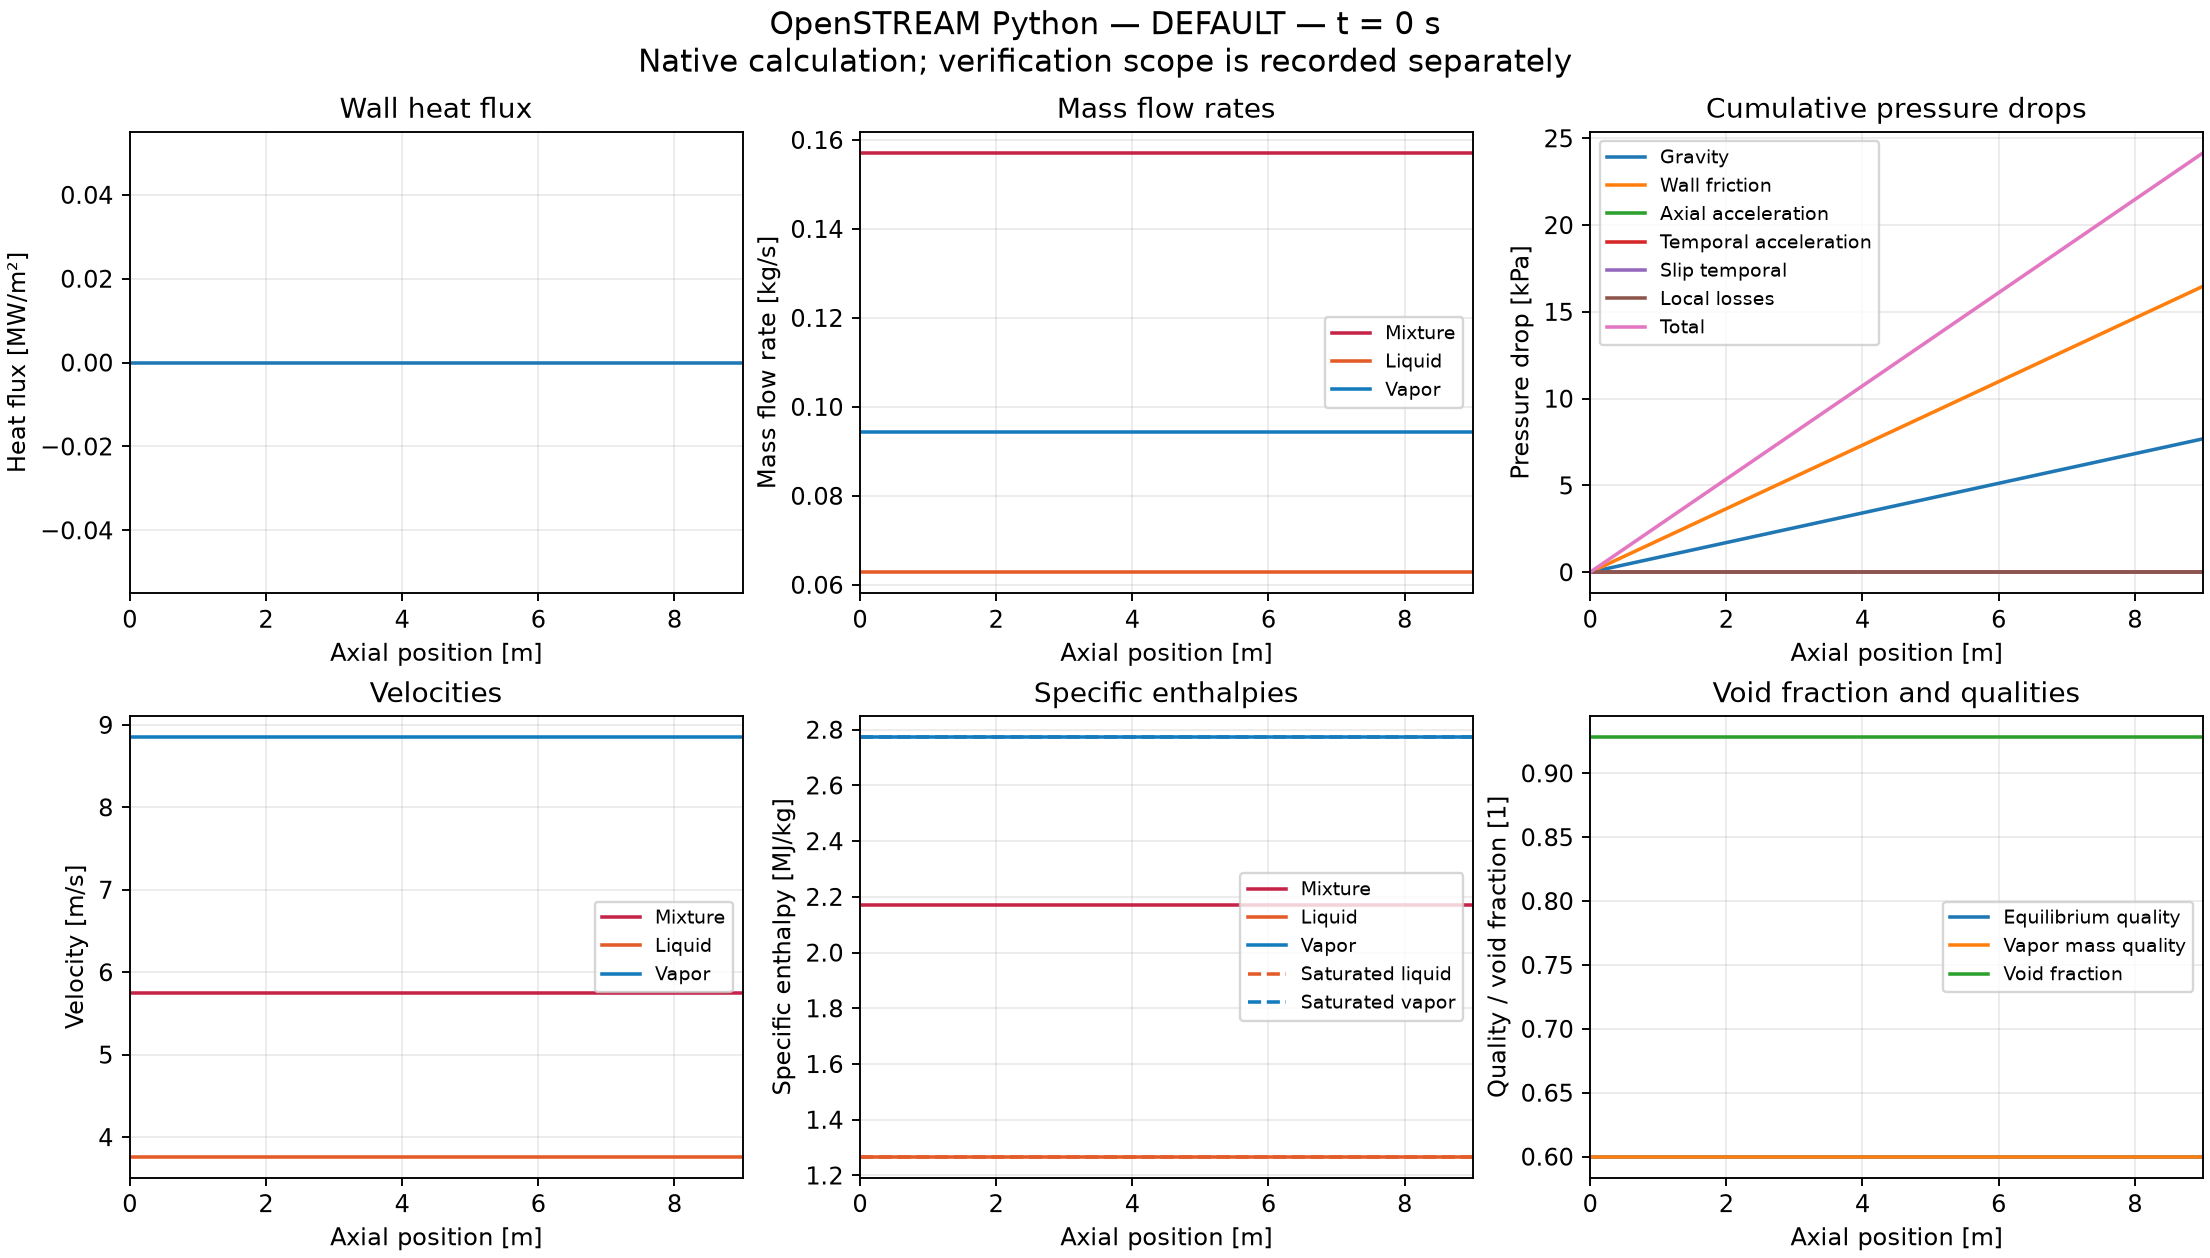 OpenSTREAM Python — DEFAULT — t = 0 s
Native calculation; verification scope is recorded separately
Wall heat flux
Heat flux [MW/m²]
0.04
0.02
0.00
−0.02
−0.04
0 2 4 6 8
Axial position [m]
Mass flow rates
Mass flow rate [kg/s]
0.16
0.14
0.12
0.10
0.08
0.06
Mixture
Liquid
Vapor
0 2 4 6 8
Axial position [m]
Cumulative pressure drops
Pressure drop [kPa]
25
20
15
10
5
0
Gravity
Wall friction
Axial acceleration
Temporal acceleration
Slip temporal
Local losses
Total
0 2 4 6 8
Axial position [m]
Velocities
Velocity [m/s]
9
8
7
6
5
4
Mixture
Liquid
Vapor
0 2 4 6 8
Axial position [m]
Specific enthalpies
Specific enthalpy [MJ/kg]
2.8
2.6
2.4
2.2
2.0
1.8
1.6
1.4
1.2
Mixture
Liquid
Vapor
Saturated liquid
Saturated vapor
0 2 4 6 8
Axial position [m]
Void fraction and qualities
Quality / void fraction [1]
0.90
0.85
0.80
0.75
0.70
0.65
0.60
Equilibrium quality
Vapor mass quality
Void fraction
0 2 4 6 8
Axial position [m]